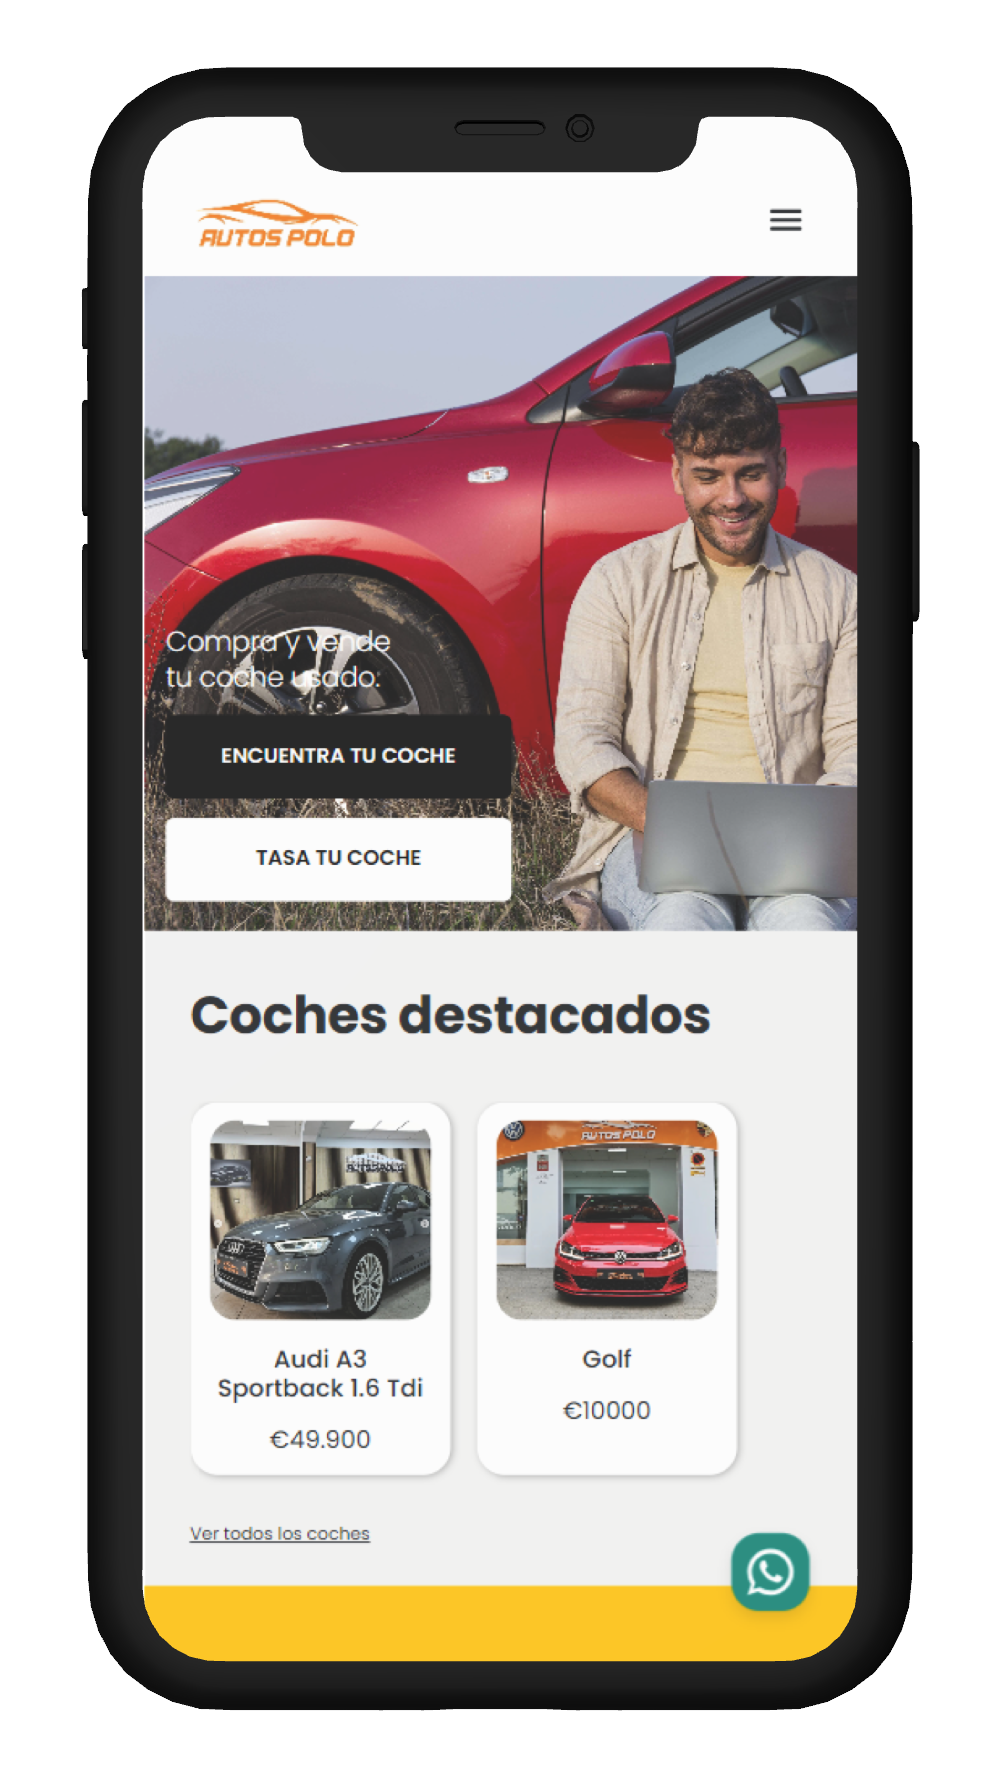 AUTOS POLO
Compra y vende
tu coche usado.
ENCUENTRA TU COCHE
TASA TU COCHE
Coches destacados
AUTOS POLO
AUTOS POLO
Audi A3
Sportback 1.6 Tdi
€49.900
Golf
€10000
Ver todos los coches